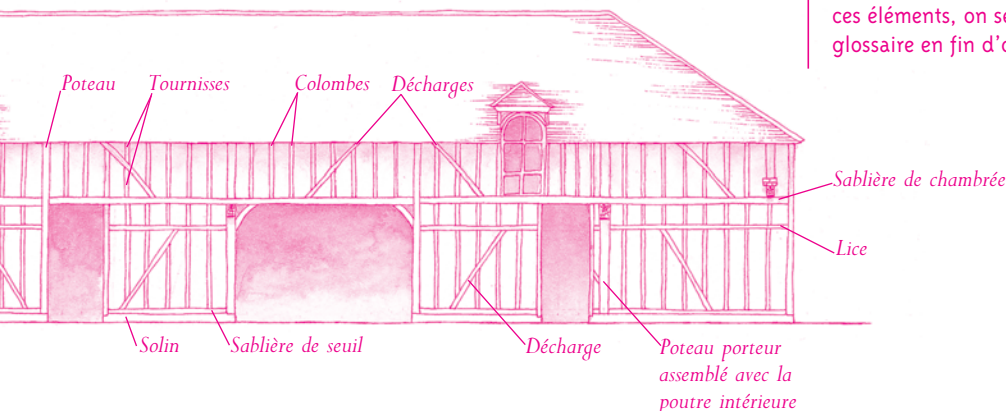 ces éléments, on se
glossaire en fin d'o
Poteau
Tournisses
Colombes
Décharges
Sablière de chambrée
Lice
Solin
Sablière de seuil
Décharge
Poteau porteur
assemblé avec la
poutre intérieure